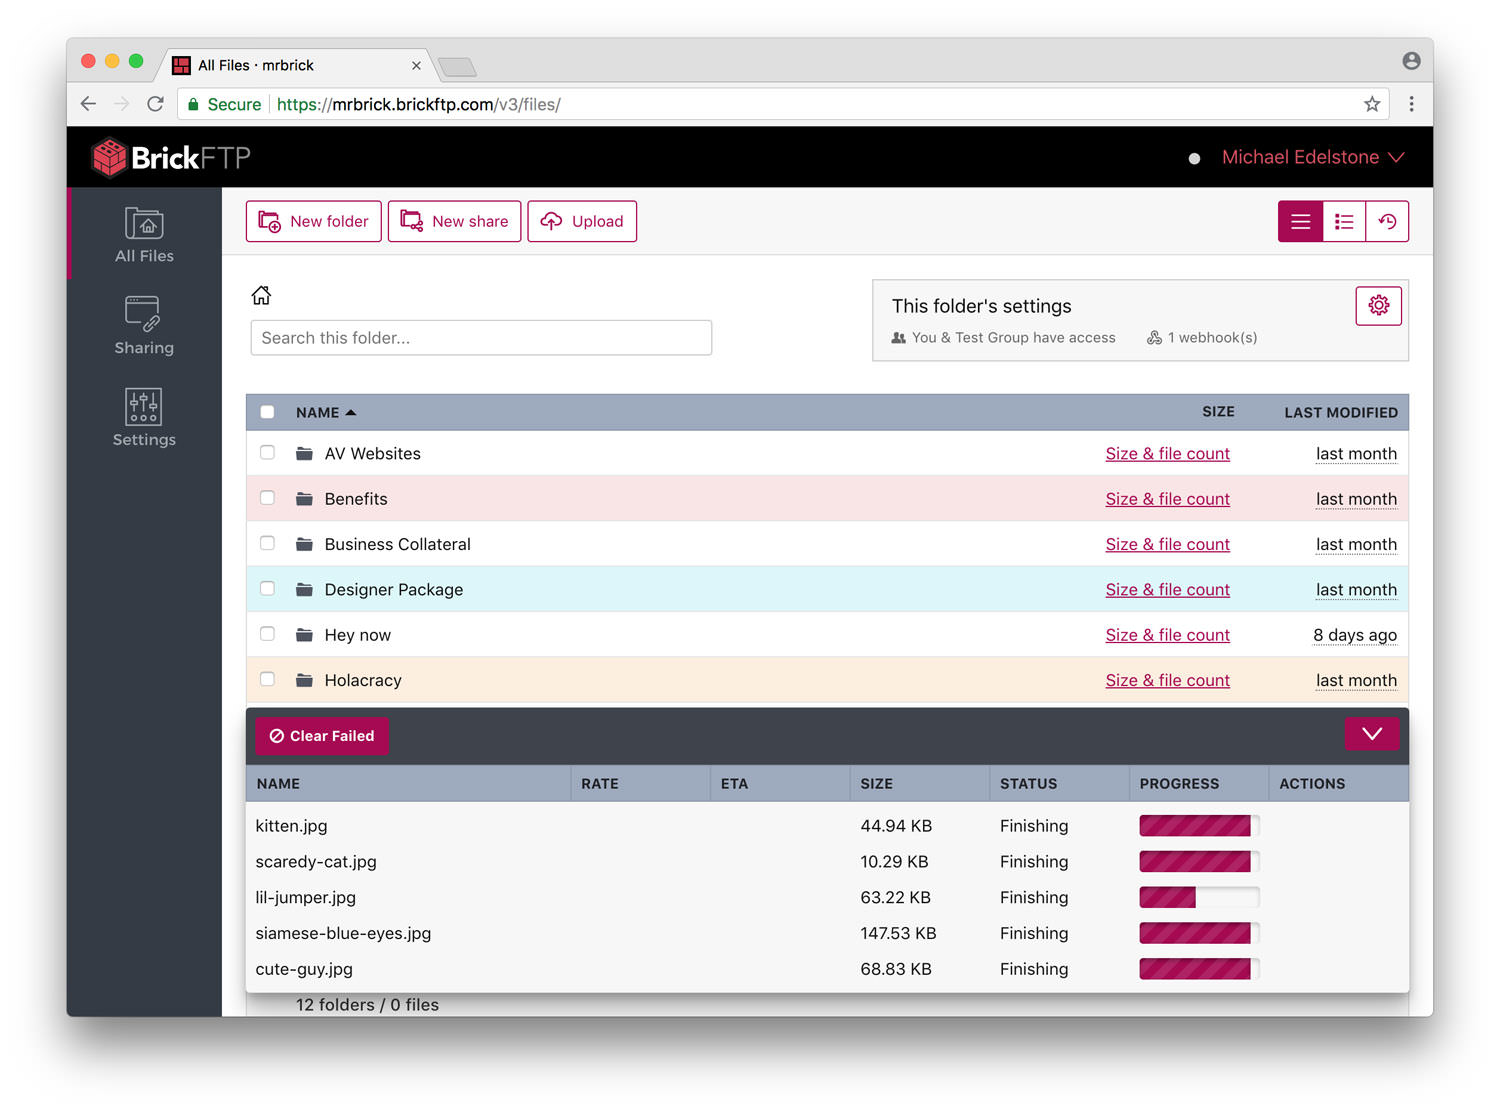 All Files · mrbrick
Secure https://mrbrick.brickftp.com/v3/files/
BrickFTP
Michael Edelstone
All Files
Sharing
Settings
New folder New share Upload
Search this folder...
This folder's settings
You & Test Group have access 1 webhook(s)
NAME SIZE LAST MODIFIED
AV Websites Size & file count last month
Benefits Size & file count last month
Business Collateral Size & file count last month
Designer Package Size & file count last month
Hey now Size & file count 8 days ago
Holacracy Size & file count last month
Clear Failed
NAME RATE ETA SIZE STATUS PROGRESS ACTIONS
kitten.jpg 44.94 KB Finishing
scaredy-cat.jpg 10.29 KB Finishing
lil-jumper.jpg 63.22 KB Finishing
siamese-blue-eyes.jpg 147.53 KB Finishing
cute-guy.jpg 68.83 KB Finishing
12 folders / 0 files